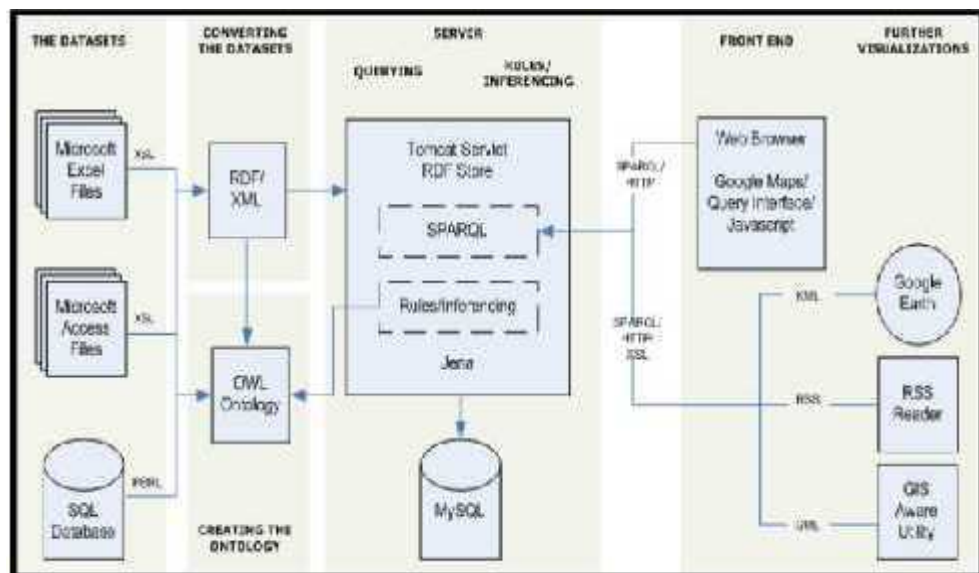 THE DATASETS
CONVERTING
THE DATASETS
SERVER
QUERYING
RULES/
INFERENCING
FRONT END
FURTHER
VISUALIZATIONS
Microsoft
Excel
Files
XSL
RDF/
XML
Tomcat Servlet
RDF Store
SPARQL
Rules/Inferencing
Jena
SPARQL/
HTTP
Web Browser
Google Maps/
Query Interface/
Javascript
KML
Google
Earth
Microsoft
Access
Files
XSL
OWL
Ontology
SPARQL/
HTTP
XSL
RSS
RSS
Reader
SQL
Database
PERL
CREATING THE
ONTOLOGY
MySQL
GIS
Aware
Utility